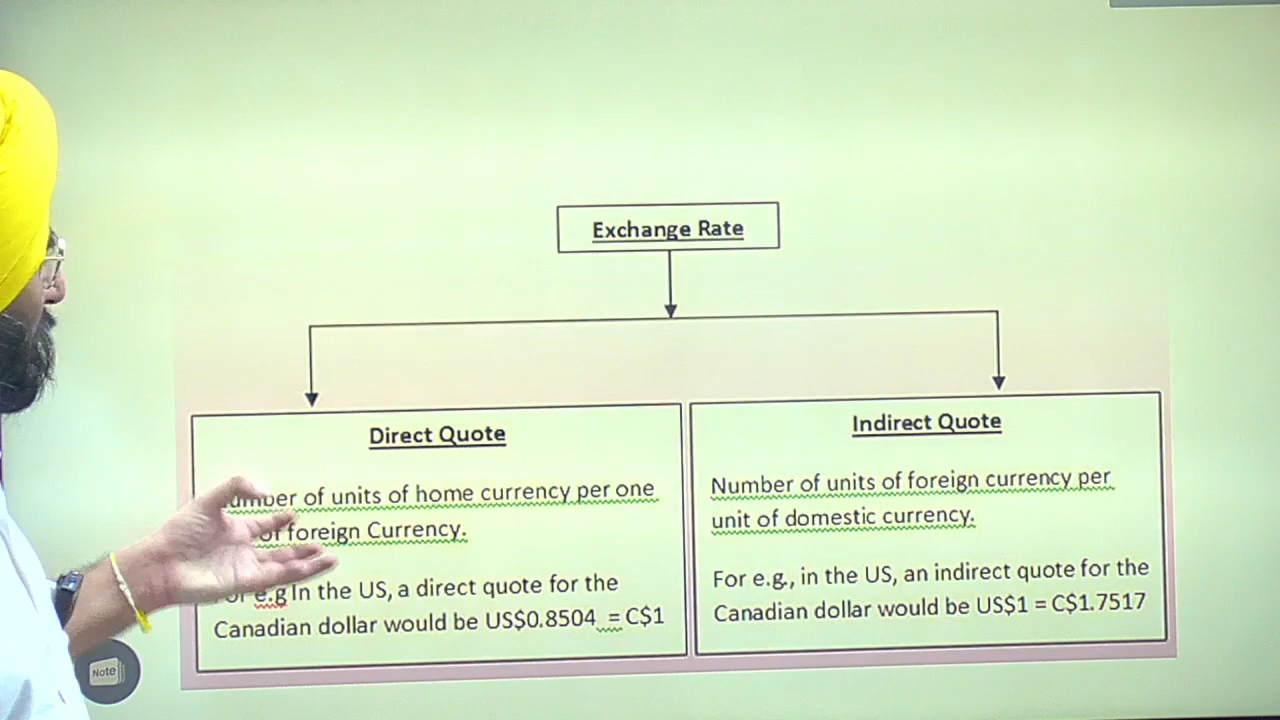 Exchange Rate
Direct Quote
of units of home currency per one
foreign Currency.
e.g In the US, a direct quote for the
Canadian dollar would be US$0.8504 = C$1
Indirect Quote
Number of units of foreign currency per
unit of domestic currency.
For e.g., in the US, an indirect quote for the
Canadian dollar would be US$1 = C$1.7517
Note